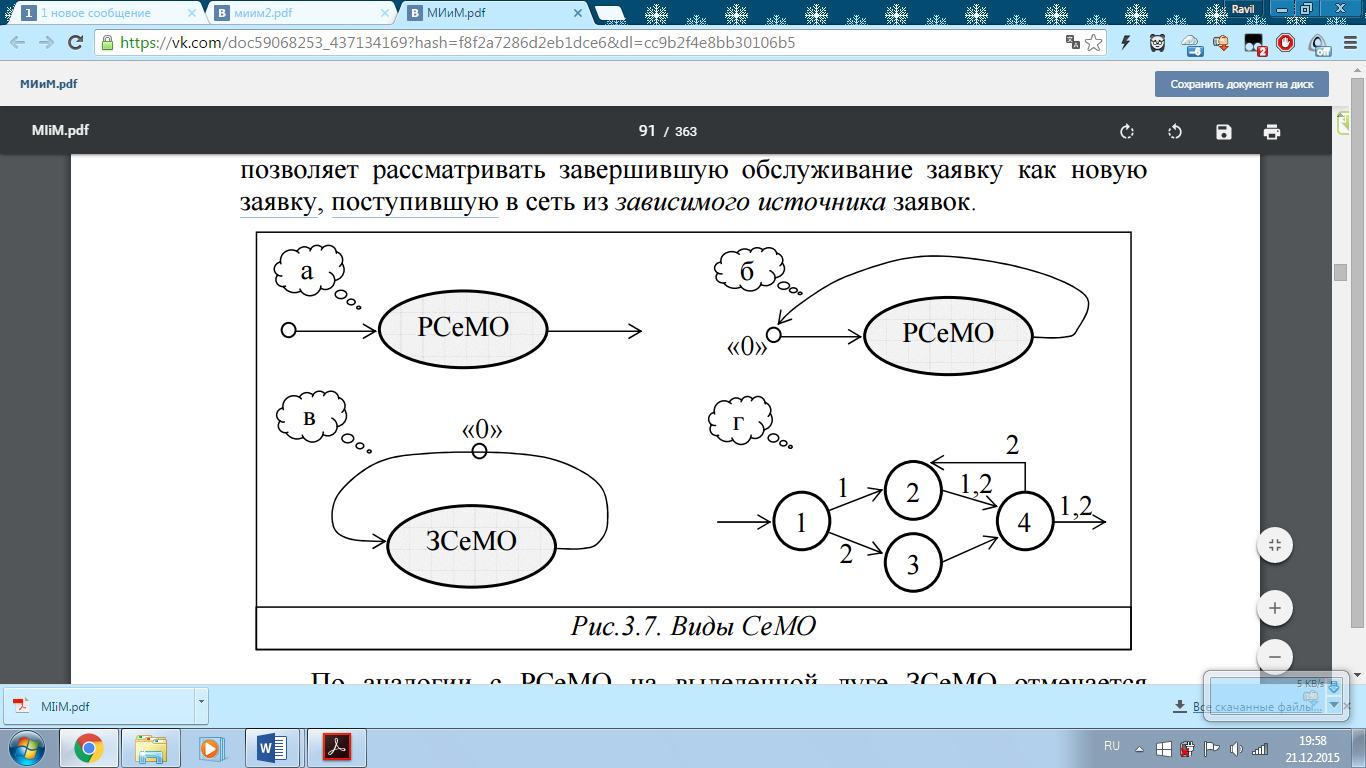 1 новое сообщение
миим2.pdf
МИиМ.pdf
Ravil
https://vk.com/doc59068253_437134169?hash=f8f2a7286d2eb1dce6&dl=cc9b2f4e8bb30106b5
2
off
МИиМ.pdf
Сохранить документ на диск
MIiM.pdf
91 / 363
позволяет рассматривать завершившую обслуживание заявку как новую
заявку, поступившую в сеть из зависимого источника заявок.
а
РСеМО
б
РСеМО
«0»
в
«0»
ЗСеМО
г
2
1
2
1,2
1
4
1,2
2
3
Рис.3.7. Виды СеМО
По аналогии с РСеМО на выделенной дуге ЗСеМО отмечается
5 KB/s
MIiM.pdf
Все скачанные файлы...
RU
19:58
21.12.2015